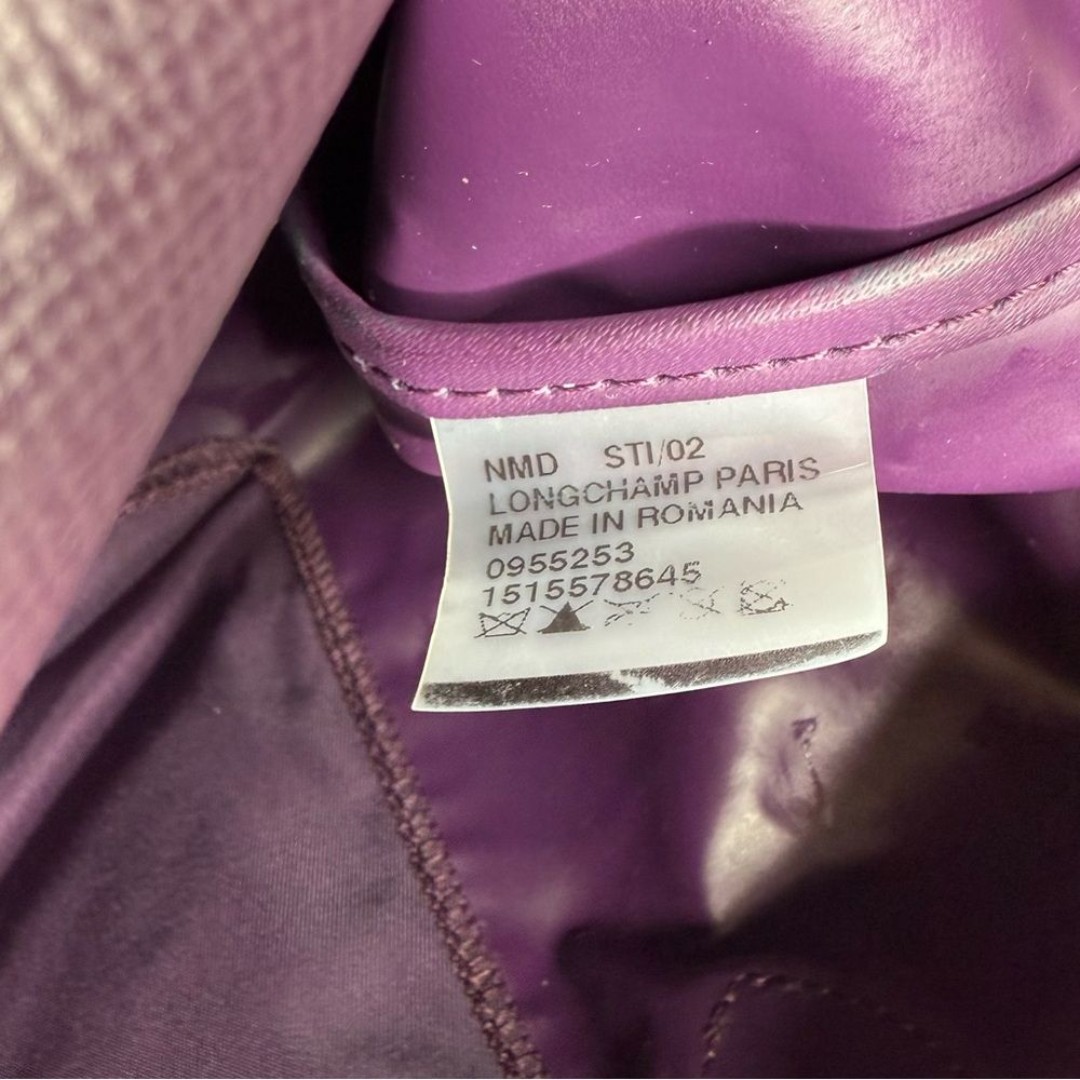 NMD STI/02
LONGCHAMP PARIS
MADE IN ROMANIA
0955253
1515578645